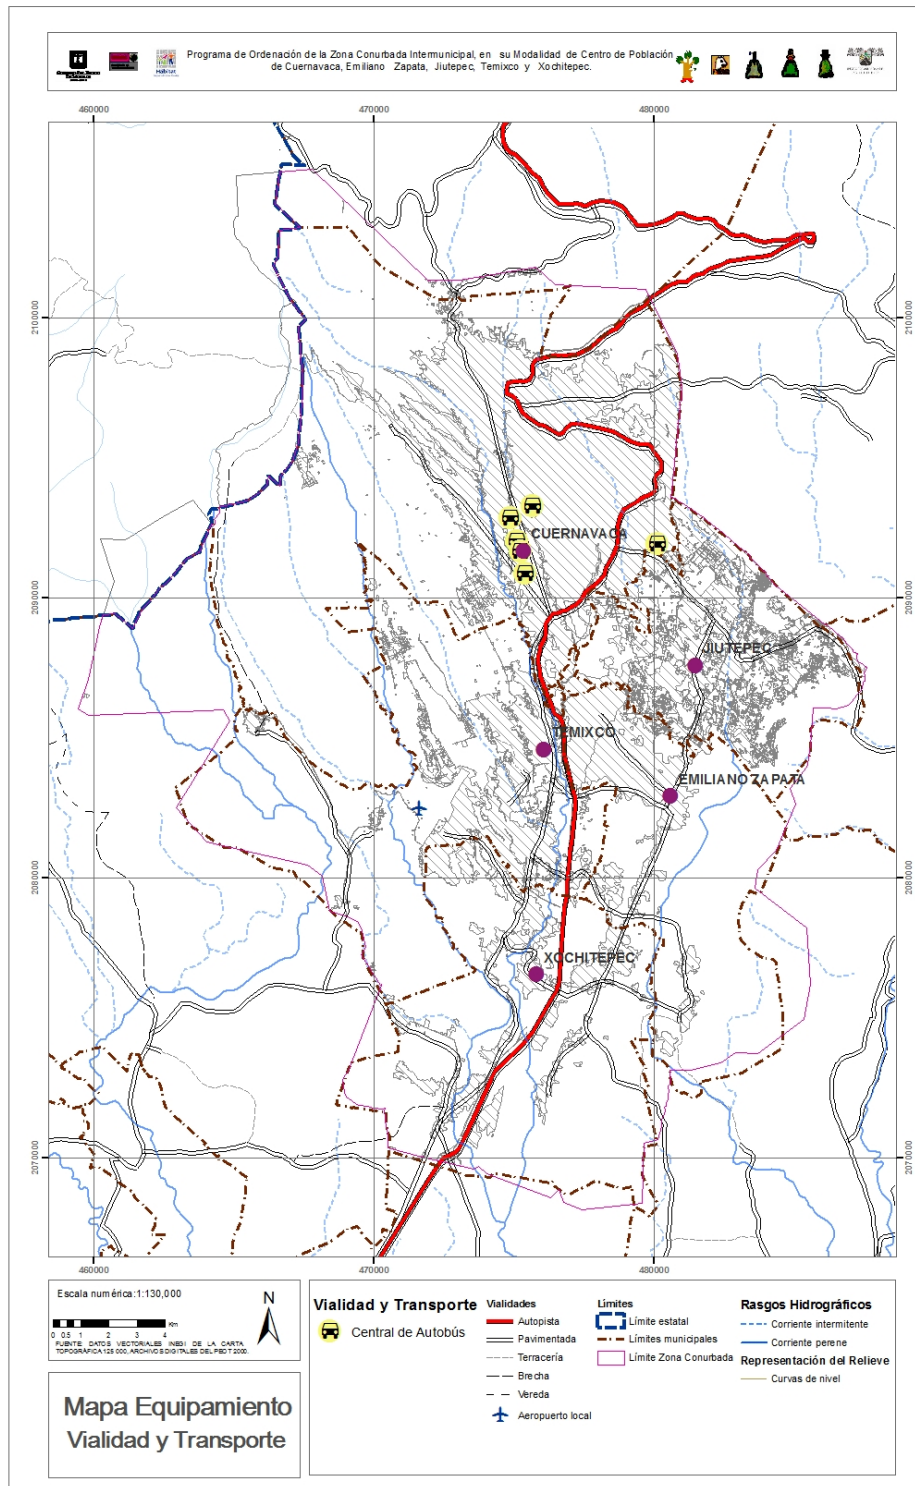 Programa de Ordenación de la Zona Conurbada Intermunicipal, en su Modalidad de Centro de Población
de Cuernavaca, Emiliano Zapata, Jiutepec, Temixco y Xochitepec.
Hábitat
460000 470000 480000
2100000 2100000
CUERNAVACA
2090000 2090000
JIUTEPEC
TEMIXCO
EMILIANO ZAPATA
2080000 2080000
XOCHITEPEC
2070000 2070000
460000 470000 480000
Escala numérica:1:130,000
N
Km
0 0.5 1 2 3 4
FUENTE: DATOS VECTORIALES INEGI DE LA CARTA
TOPOGRÁFICA 1:25 000, ARCHIVOS DIGITALES DEL PEOT 2000.
Mapa Equipamiento
Vialidad y Transporte
Vialidad y Transporte
Central de Autobús
Vialidades
Autopista
Pavimentada
Terracería
Brecha
Vereda
Aeropuerto local
Límites
Límite estatal
Límites municipales
Límite Zona Conurbada
Rasgos Hidrográficos
Corriente intermitente
Corriente perene
Representación del Relieve
Curvas de nivel